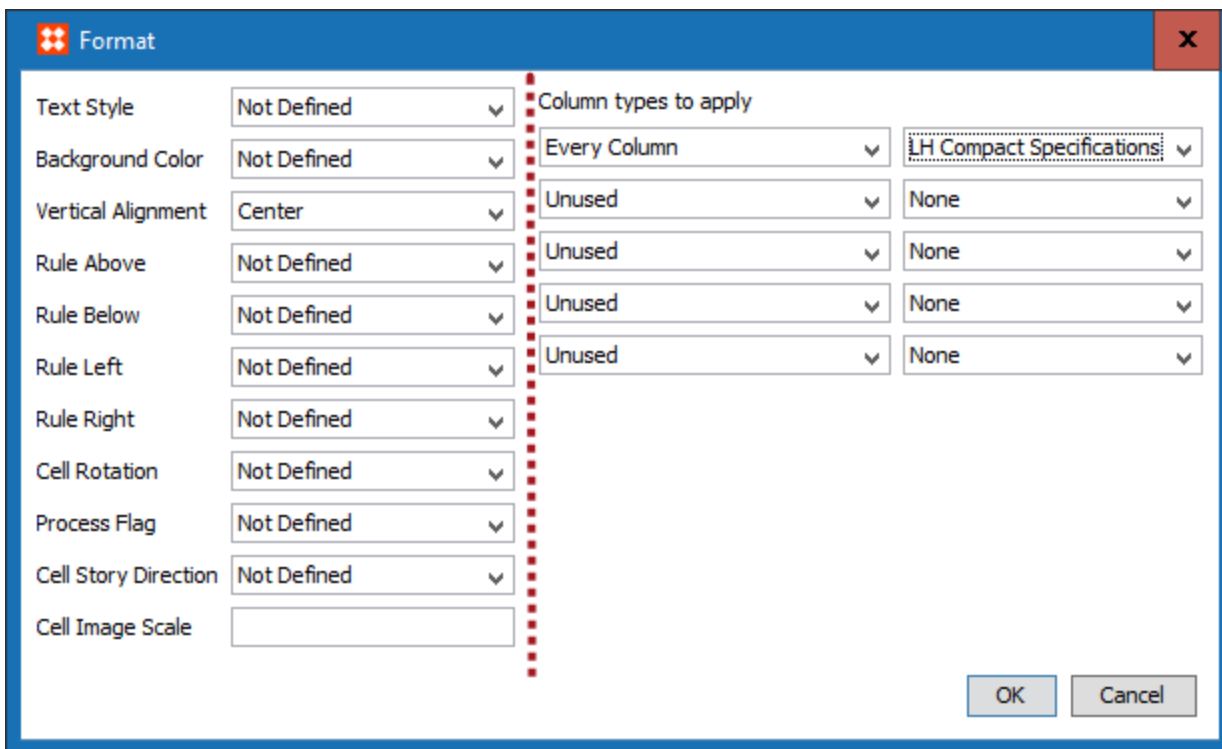 Format
x
Text Style Not Defined
Background Color Not Defined
Vertical Alignment Center
Rule Above Not Defined
Rule Below Not Defined
Rule Left Not Defined
Rule Right Not Defined
Cell Rotation Not Defined
Process Flag Not Defined
Cell Story Direction Not Defined
Cell Image Scale
Column types to apply
Every Column LH Compact Specifications
Unused None
Unused None
Unused None
Unused None
OK Cancel